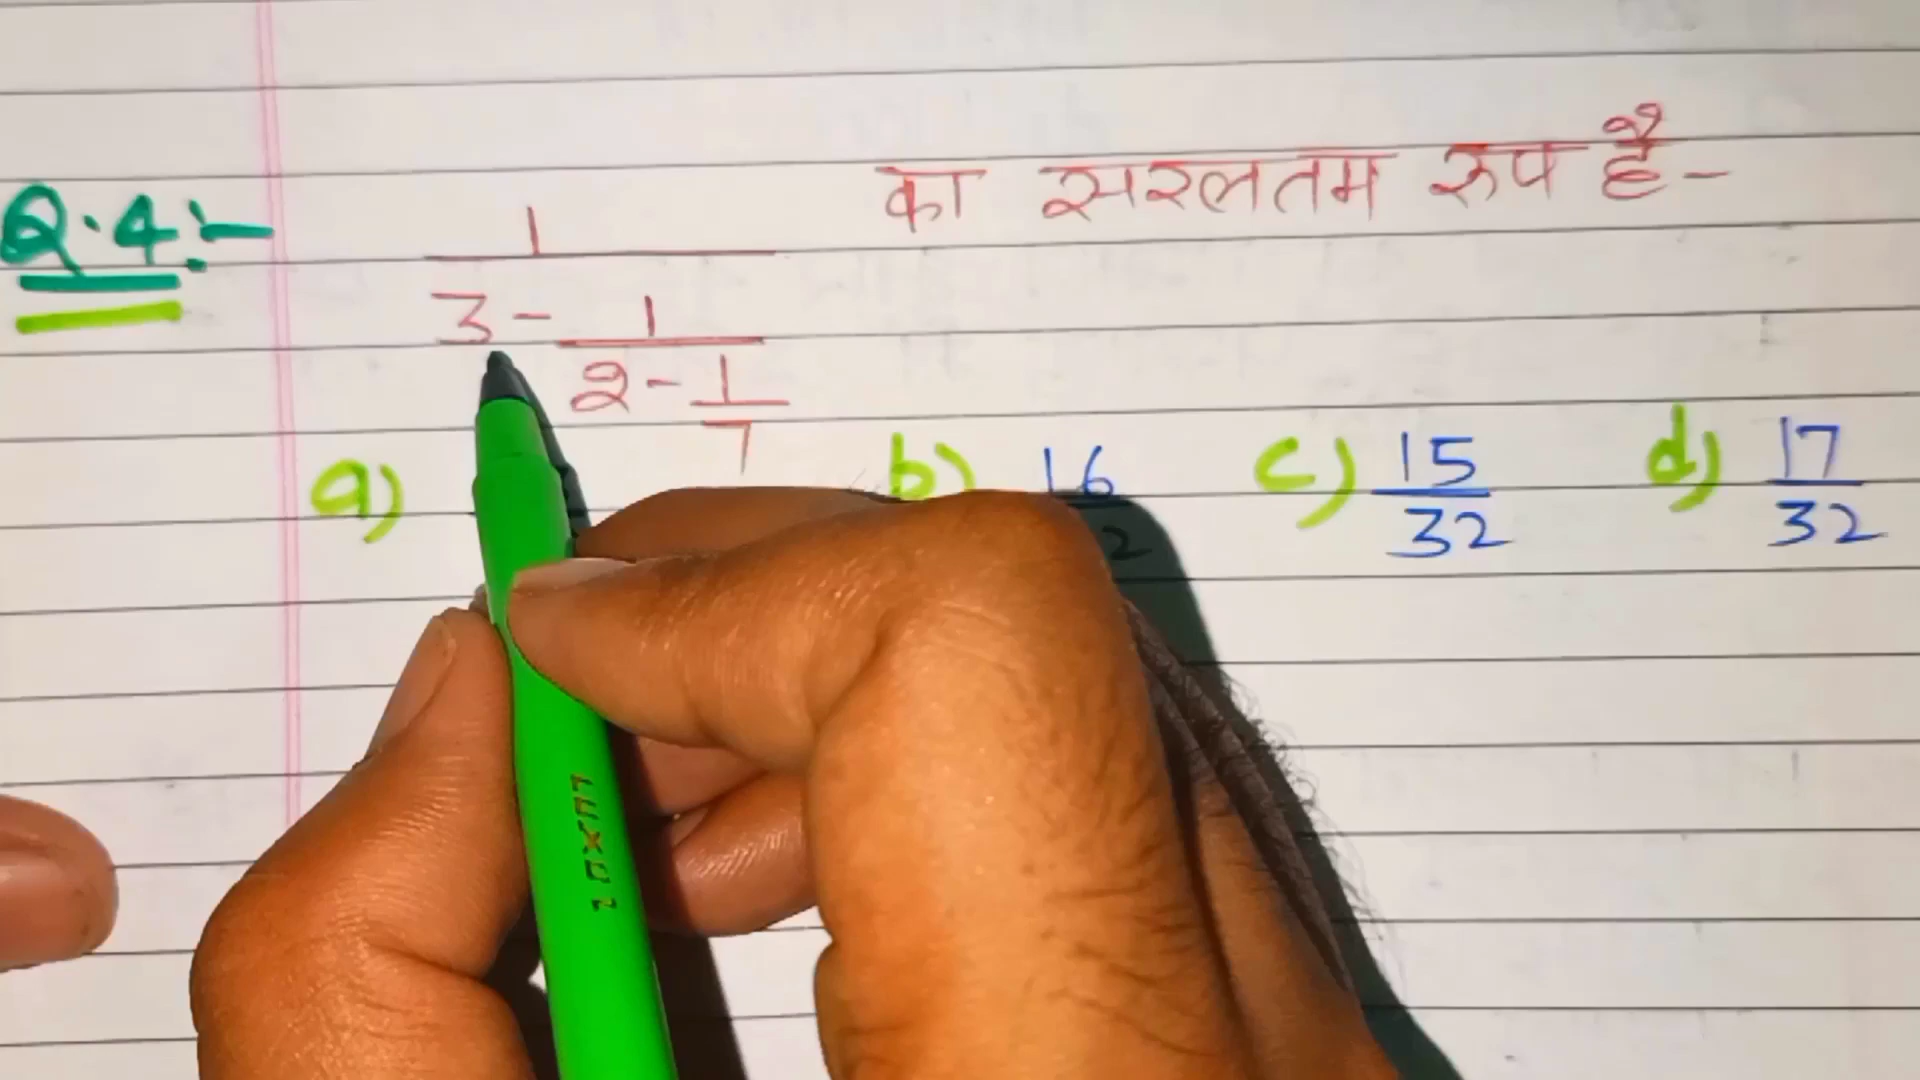 Q.4:- 1 का सरलतम रूप है-
3 - 1
2 - 1
7
a) b) 16 c) 15/32 d) 17/32
LEXI